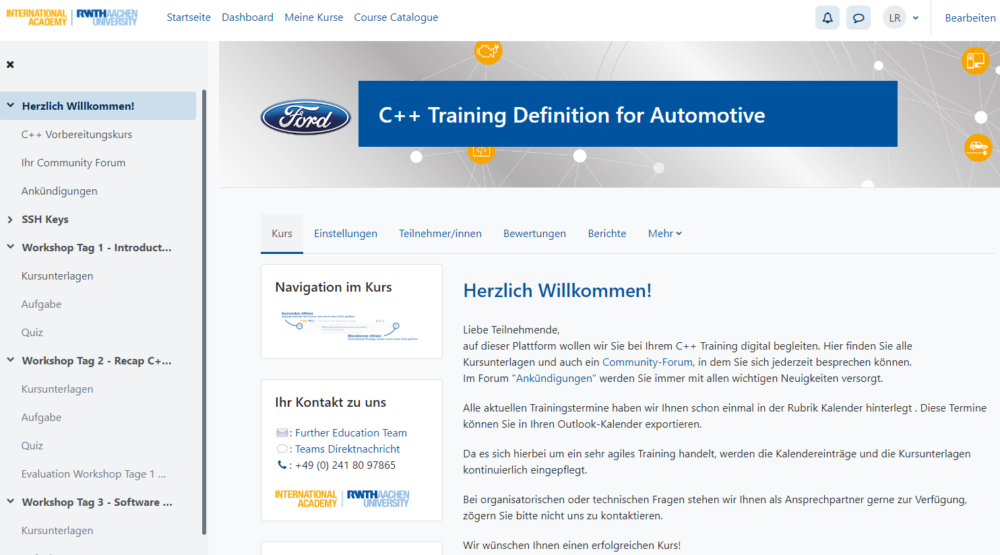 INTERNATIONAL ACADEMY | RWTH AACHEN UNIVERSITY
Startseite Dashboard Meine Kurse Course Catalogue
LR
Bearbeiten
Herzlich Willkommen!
C++ Vorbereitungskurs
Ihr Community Forum
Ankündigungen
SSH Keys
Workshop Tag 1 - Introduct...
Kursunterlagen
Aufgabe
Quiz
Workshop Tag 2 - Recap C+...
Kursunterlagen
Aufgabe
Quiz
Evaluation Workshop Tage 1 ...
Workshop Tag 3 - Software ...
Kursunterlagen
Ford
C++ Training Definition for Automotive
Kurs Einstellungen Teilnehmer/innen Bewertungen Berichte Mehr
Navigation im Kurs
Kursindex öffnen
Blockleiste öffnen
Ihr Kontakt zu uns
: Further Education Team
: Teams Direktnachricht
: +49 (0) 241 80 97865
INTERNATIONAL ACADEMY | RWTH AACHEN UNIVERSITY
Herzlich Willkommen!
Liebe Teilnehmende,
auf dieser Plattform wollen wir Sie bei Ihrem C++ Training digital begleiten. Hier finden Sie alle
Kursunterlagen und auch ein Community-Forum, in dem Sie sich jederzeit besprechen können.
Im Forum "Ankündigungen" werden Sie immer mit allen wichtigen Neuigkeiten versorgt.
Alle aktuellen Trainingstermine haben wir Ihnen schon einmal in der Rubrik Kalender hinterlegt . Diese Termine
können Sie in Ihren Outlook-Kalender exportieren.
Da es sich hierbei um ein sehr agiles Training handelt, werden die Kalendereinträge und die Kursunterlagen
kontinuierlich eingepflegt.
Bei organisatorischen oder technischen Fragen stehen wir Ihnen als Ansprechpartner gerne zur Verfügung,
zögern Sie bitte nicht uns zu kontaktieren.
Wir wünschen Ihnen einen erfolgreichen Kurs!